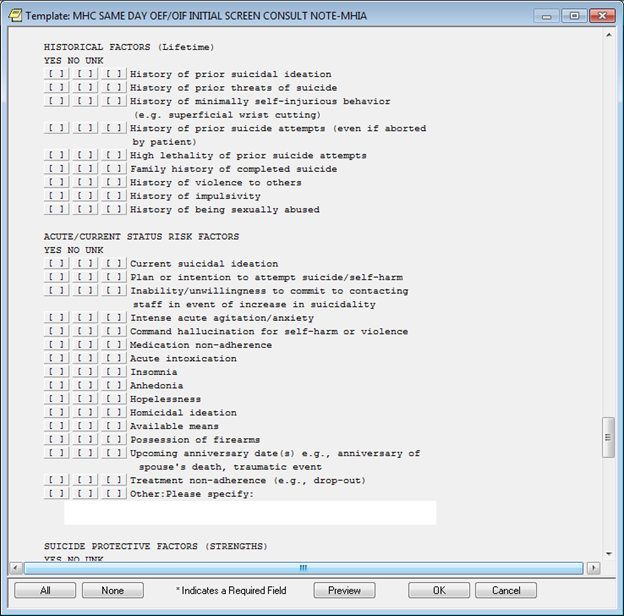 Template: MHC SAME DAY OEF/OIF INITIAL SCREEN CONSULT NOTE-MHIA
HISTORICAL FACTORS (Lifetime)
YES NO UNK
[ ] [ ] [ ] History of prior suicidal ideation
[ ] [ ] [ ] History of prior threats of suicide
[ ] [ ] [ ] History of minimally self-injurious behavior
(e.g. superficial wrist cutting)
[ ] [ ] [ ] History of prior suicide attempts (even if aborted
by patient)
[ ] [ ] [ ] High lethality of prior suicide attempts
[ ] [ ] [ ] Family history of completed suicide
[ ] [ ] [ ] History of violence to others
[ ] [ ] [ ] History of impulsivity
[ ] [ ] [ ] History of being sexually abused
ACUTE/CURRENT STATUS RISK FACTORS
YES NO UNK
[ ] [ ] [ ] Current suicidal ideation
[ ] [ ] [ ] Plan or intention to attempt suicide/self-harm
[ ] [ ] [ ] Inability/unwillingness to commit to contacting
staff in event of increase in suicidality
[ ] [ ] [ ] Intense acute agitation/anxiety
[ ] [ ] [ ] Command hallucination for self-harm or violence
[ ] [ ] [ ] Medication non-adherence
[ ] [ ] [ ] Acute intoxication
[ ] [ ] [ ] Insomnia
[ ] [ ] [ ] Anhedonia
[ ] [ ] [ ] Hopelessness
[ ] [ ] [ ] Homicidal ideation
[ ] [ ] [ ] Available means
[ ] [ ] [ ] Possession of firearms
[ ] [ ] [ ] Upcoming anniversary date(s) e.g., anniversary of
spouse's death, traumatic event
[ ] [ ] [ ] Treatment non-adherence (e.g., drop-out)
[ ] [ ] [ ] Other:Please specify:
SUICIDE PROTECTIVE FACTORS (STRENGTHS)
YES NO UNK
All None * Indicates a Required Field Preview OK Cancel